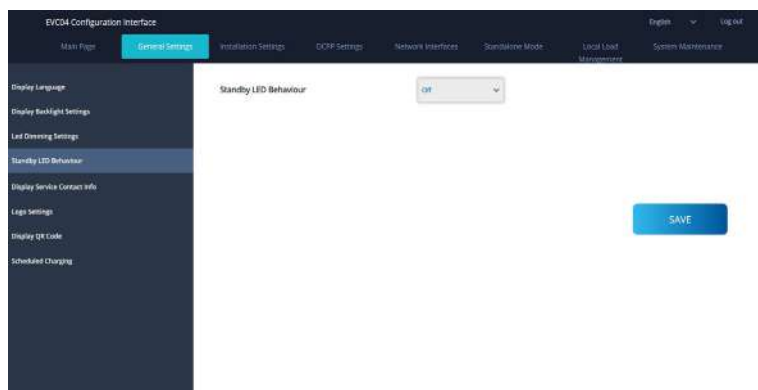 EVC04 Configuration Interface
English
Log out
Main Page
General Settings
Installation Settings
OCPP Settings
Network Interfaces
Standalone Mode
Local Load
Management
System Maintenance
Display Language
Display Backlight Settings
Led Dimming Settings
Standby LED Behaviour
Display Service Contact Info
Logo Settings
Display QR Code
Scheduled Charging
Standby LED Behaviour
Off
SAVE